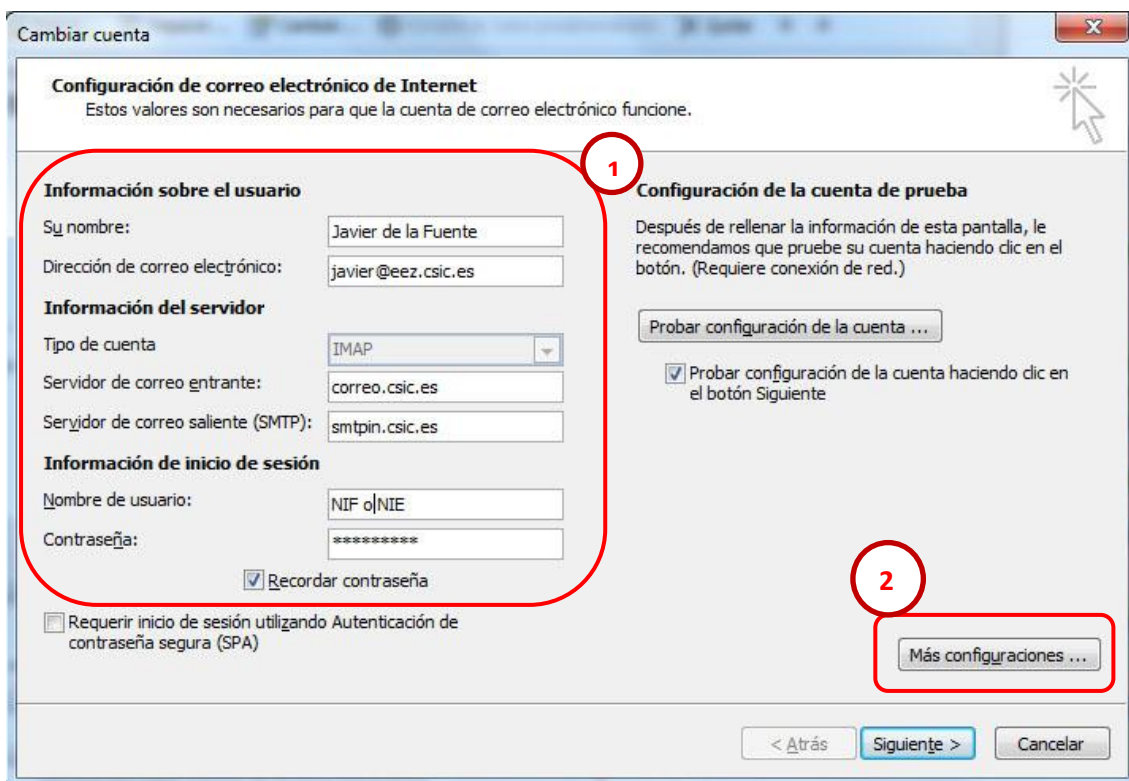 Cambiar cuenta
Configuración de correo electrónico de Internet
Estos valores son necesarios para que la cuenta de correo electrónico funcione.
1
Información sobre el usuario
Su nombre:
Javier de la Fuente
Dirección de correo electrónico:
javier@eez.csic.es
Información del servidor
Tipo de cuenta
IMAP
Servidor de correo entrante:
correo.csic.es
Servidor de correo saliente (SMTP):
smtpin.csic.es
Información de inicio de sesión
Nombre de usuario:
NIF o NIE
Contraseña:
*********
Recordar contraseña
Requerir inicio de sesión utilizando Autenticación de
contraseña segura (SPA)
Configuración de la cuenta de prueba
Después de rellenar la información de esta pantalla, le
recomendamos que pruebe su cuenta haciendo clic en el
botón. (Requiere conexión de red.)
Probar configuración de la cuenta ...
Probar configuración de la cuenta haciendo clic en
el botón Siguiente
2
Más configuraciones ...
< Atrás
Siguiente >
Cancelar